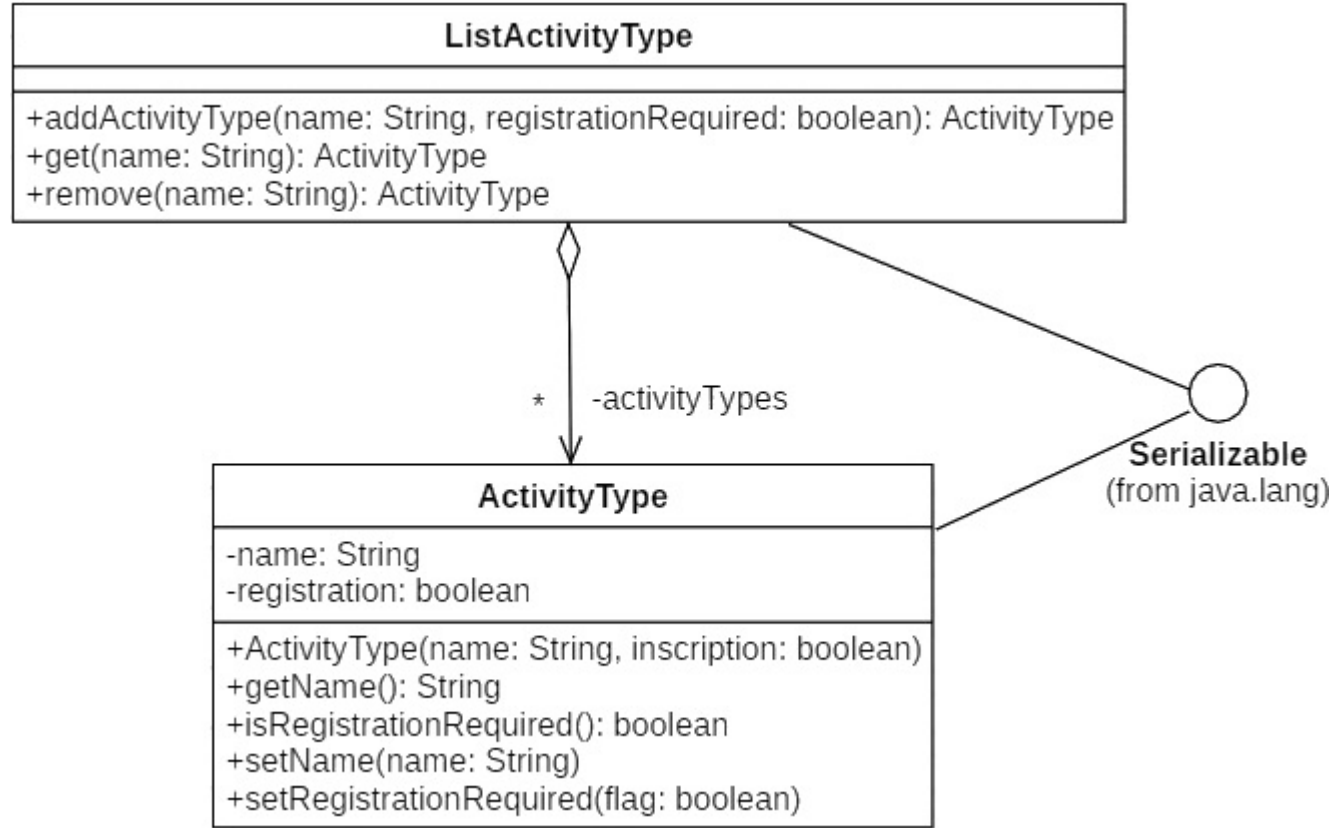 ListActivityType
+addActivityType(name: String, registrationRequired: boolean): ActivityType
+get(name: String): ActivityType
+remove(name: String): ActivityType
* -activityTypes
Serializable
(from java.lang)
ActivityType
-name: String
-registration: boolean
+ActivityType(name: String, inscription: boolean)
+getName(): String
+isRegistrationRequired(): boolean
+setName(name: String)
+setRegistrationRequired(flag: boolean)